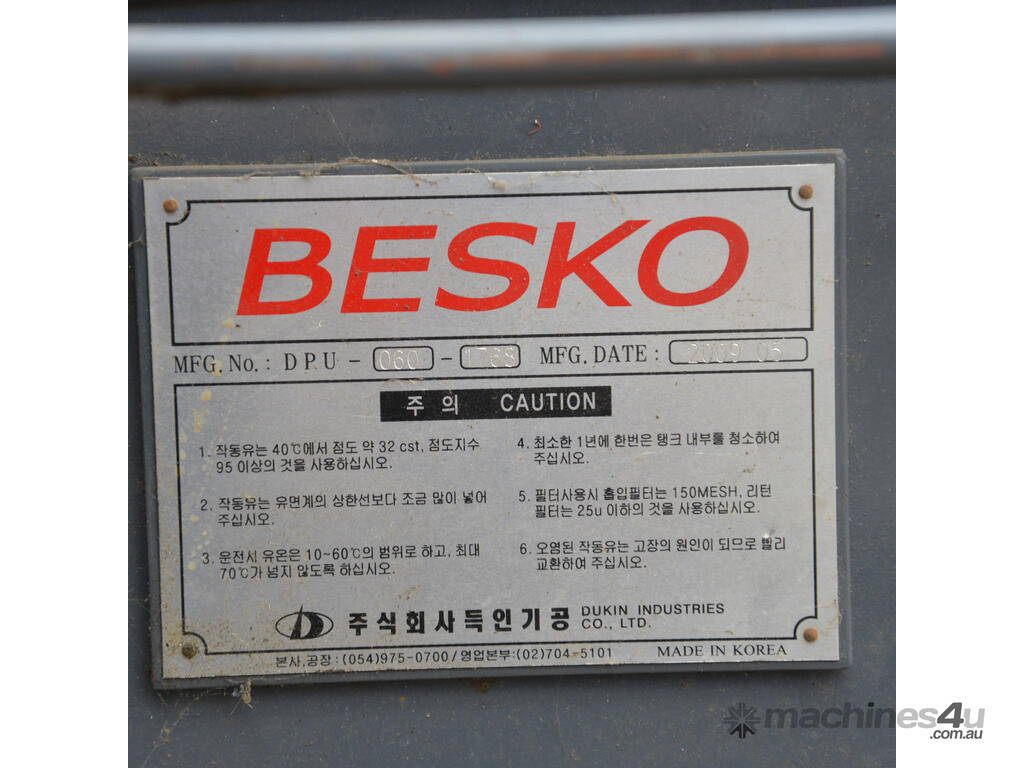 BESKO
MFG. No. : DPU - 060 - 1768 MFG. DATE : 2009 05
주 의 CAUTION
1. 작동유는 40℃에서 점도 약 32 cst, 점도지수
95 이상의 것을 사용하십시오.
2. 작동유는 유면계의 상한선보다 조금 많이 넣어
주십시오.
3. 운전시 유온은 10~60℃의 범위로 하고, 최대
70℃가 넘지 않도록 하십시오.
4. 최소한 1년에 한번은 탱크 내부를 청소하여
주십시오.
5. 필터사용시 흡입필터는 150MESH, 리턴
필터는 25u 이하의 것을 사용하십시오.
6. 오염된 작동유는 고장의 원인이 되므로 빨리
교환하여 주십시오.
주식회사득인기공 DUKIN INDUSTRIES
CO., LTD.
본사,공장 : (054)975-0700 / 영업본부 : (02)704-5101 MADE IN KOREA
machines4u
.com.au